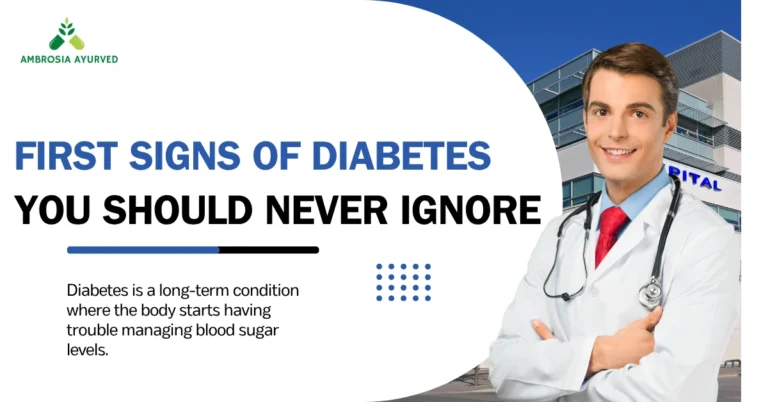 AMBROSIA AYURVED
FIRST SIGNS OF DIABETES
YOU SHOULD NEVER IGNORE
Diabetes is a long-term condition
where the body starts having
trouble managing blood sugar
levels.
PITAL